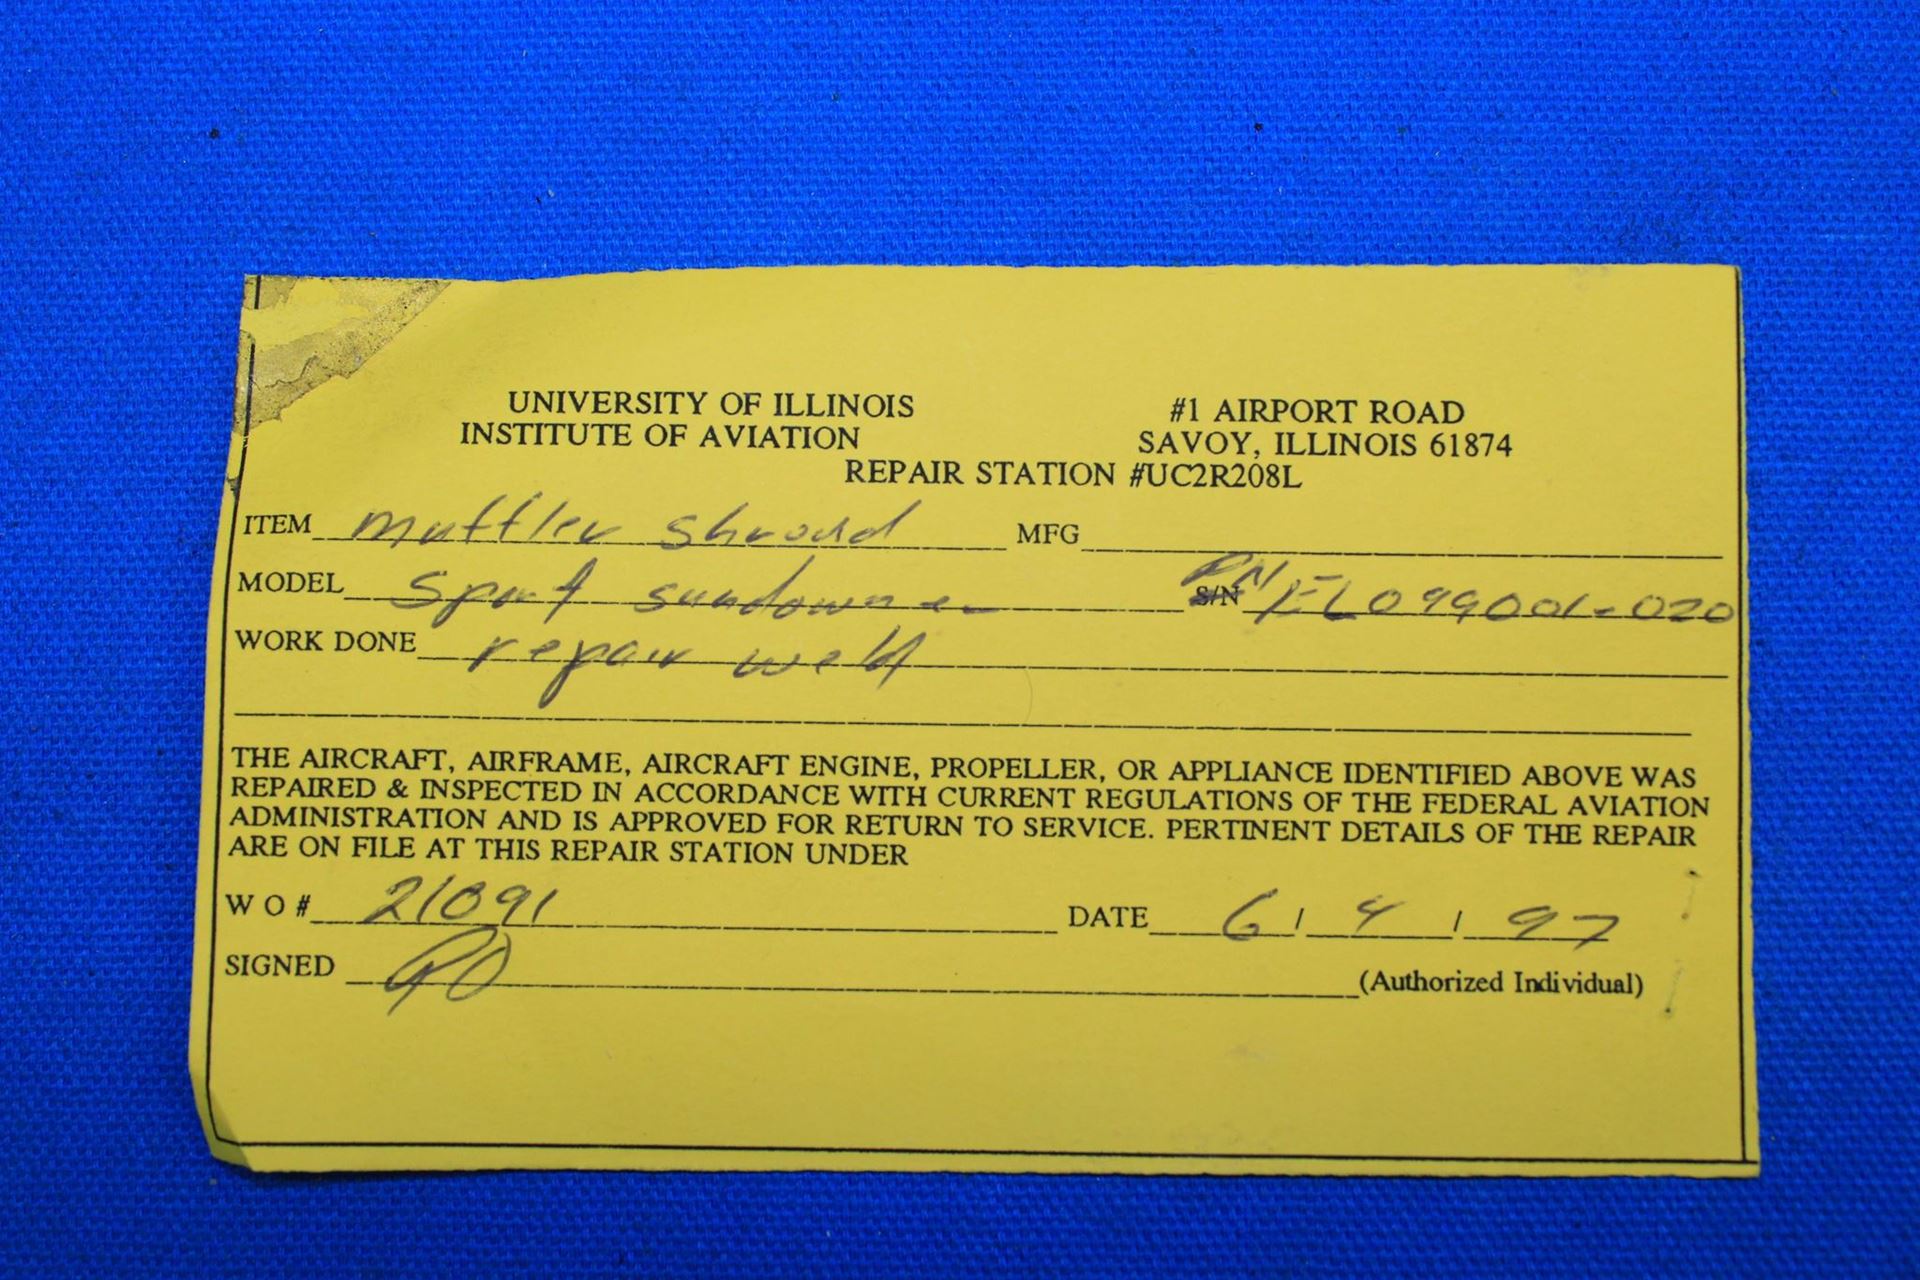 UNIVERSITY OF ILLINOIS #1 AIRPORT ROAD
INSTITUTE OF AVIATION SAVOY, ILLINOIS 61874
REPAIR STATION #UC2R208L
ITEM muffler shroud MFG
MODEL Sport sundowner S/N PN EL099001-020
WORK DONE repair weld
THE AIRCRAFT, AIRFRAME, AIRCRAFT ENGINE, PROPELLER, OR APPLIANCE IDENTIFIED ABOVE WAS
REPAIRED & INSPECTED IN ACCORDANCE WITH CURRENT REGULATIONS OF THE FEDERAL AVIATION
ADMINISTRATION AND IS APPROVED FOR RETURN TO SERVICE. PERTINENT DETAILS OF THE REPAIR
ARE ON FILE AT THIS REPAIR STATION UNDER
W O # 21091 DATE 6 / 4 / 97
SIGNED (Authorized Individual)